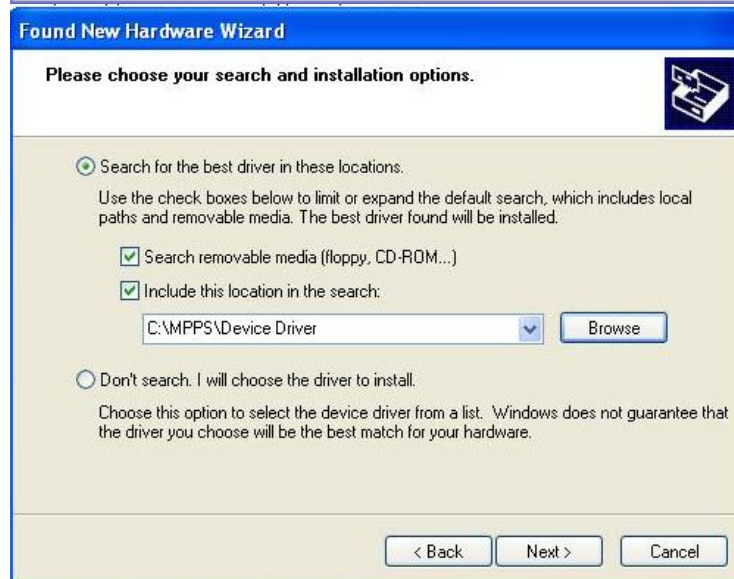 Found New Hardware Wizard
Please choose your search and installation options.
Search for the best driver in these locations.
Use the check boxes below to limit or expand the default search, which includes local
paths and removable media. The best driver found will be installed.
Search removable media (floppy, CD-ROM...)
Include this location in the search:
C:\MPPS\Device Driver
Browse
Don't search. I will choose the driver to install.
Choose this option to select the device driver from a list. Windows does not guarantee that
the driver you choose will be the best match for your hardware.
< Back Next > Cancel